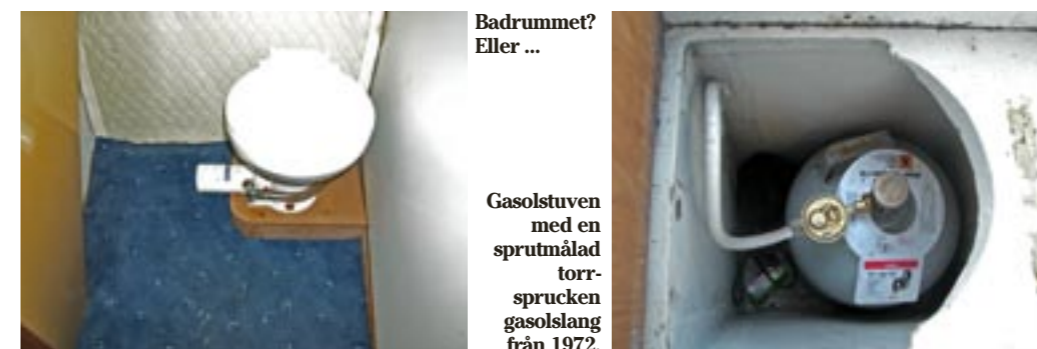 Badrummet?
Eller ...
Gasolstuven
med en
sprutmålad
torr-
sprucken
gasolslang
från 1972.